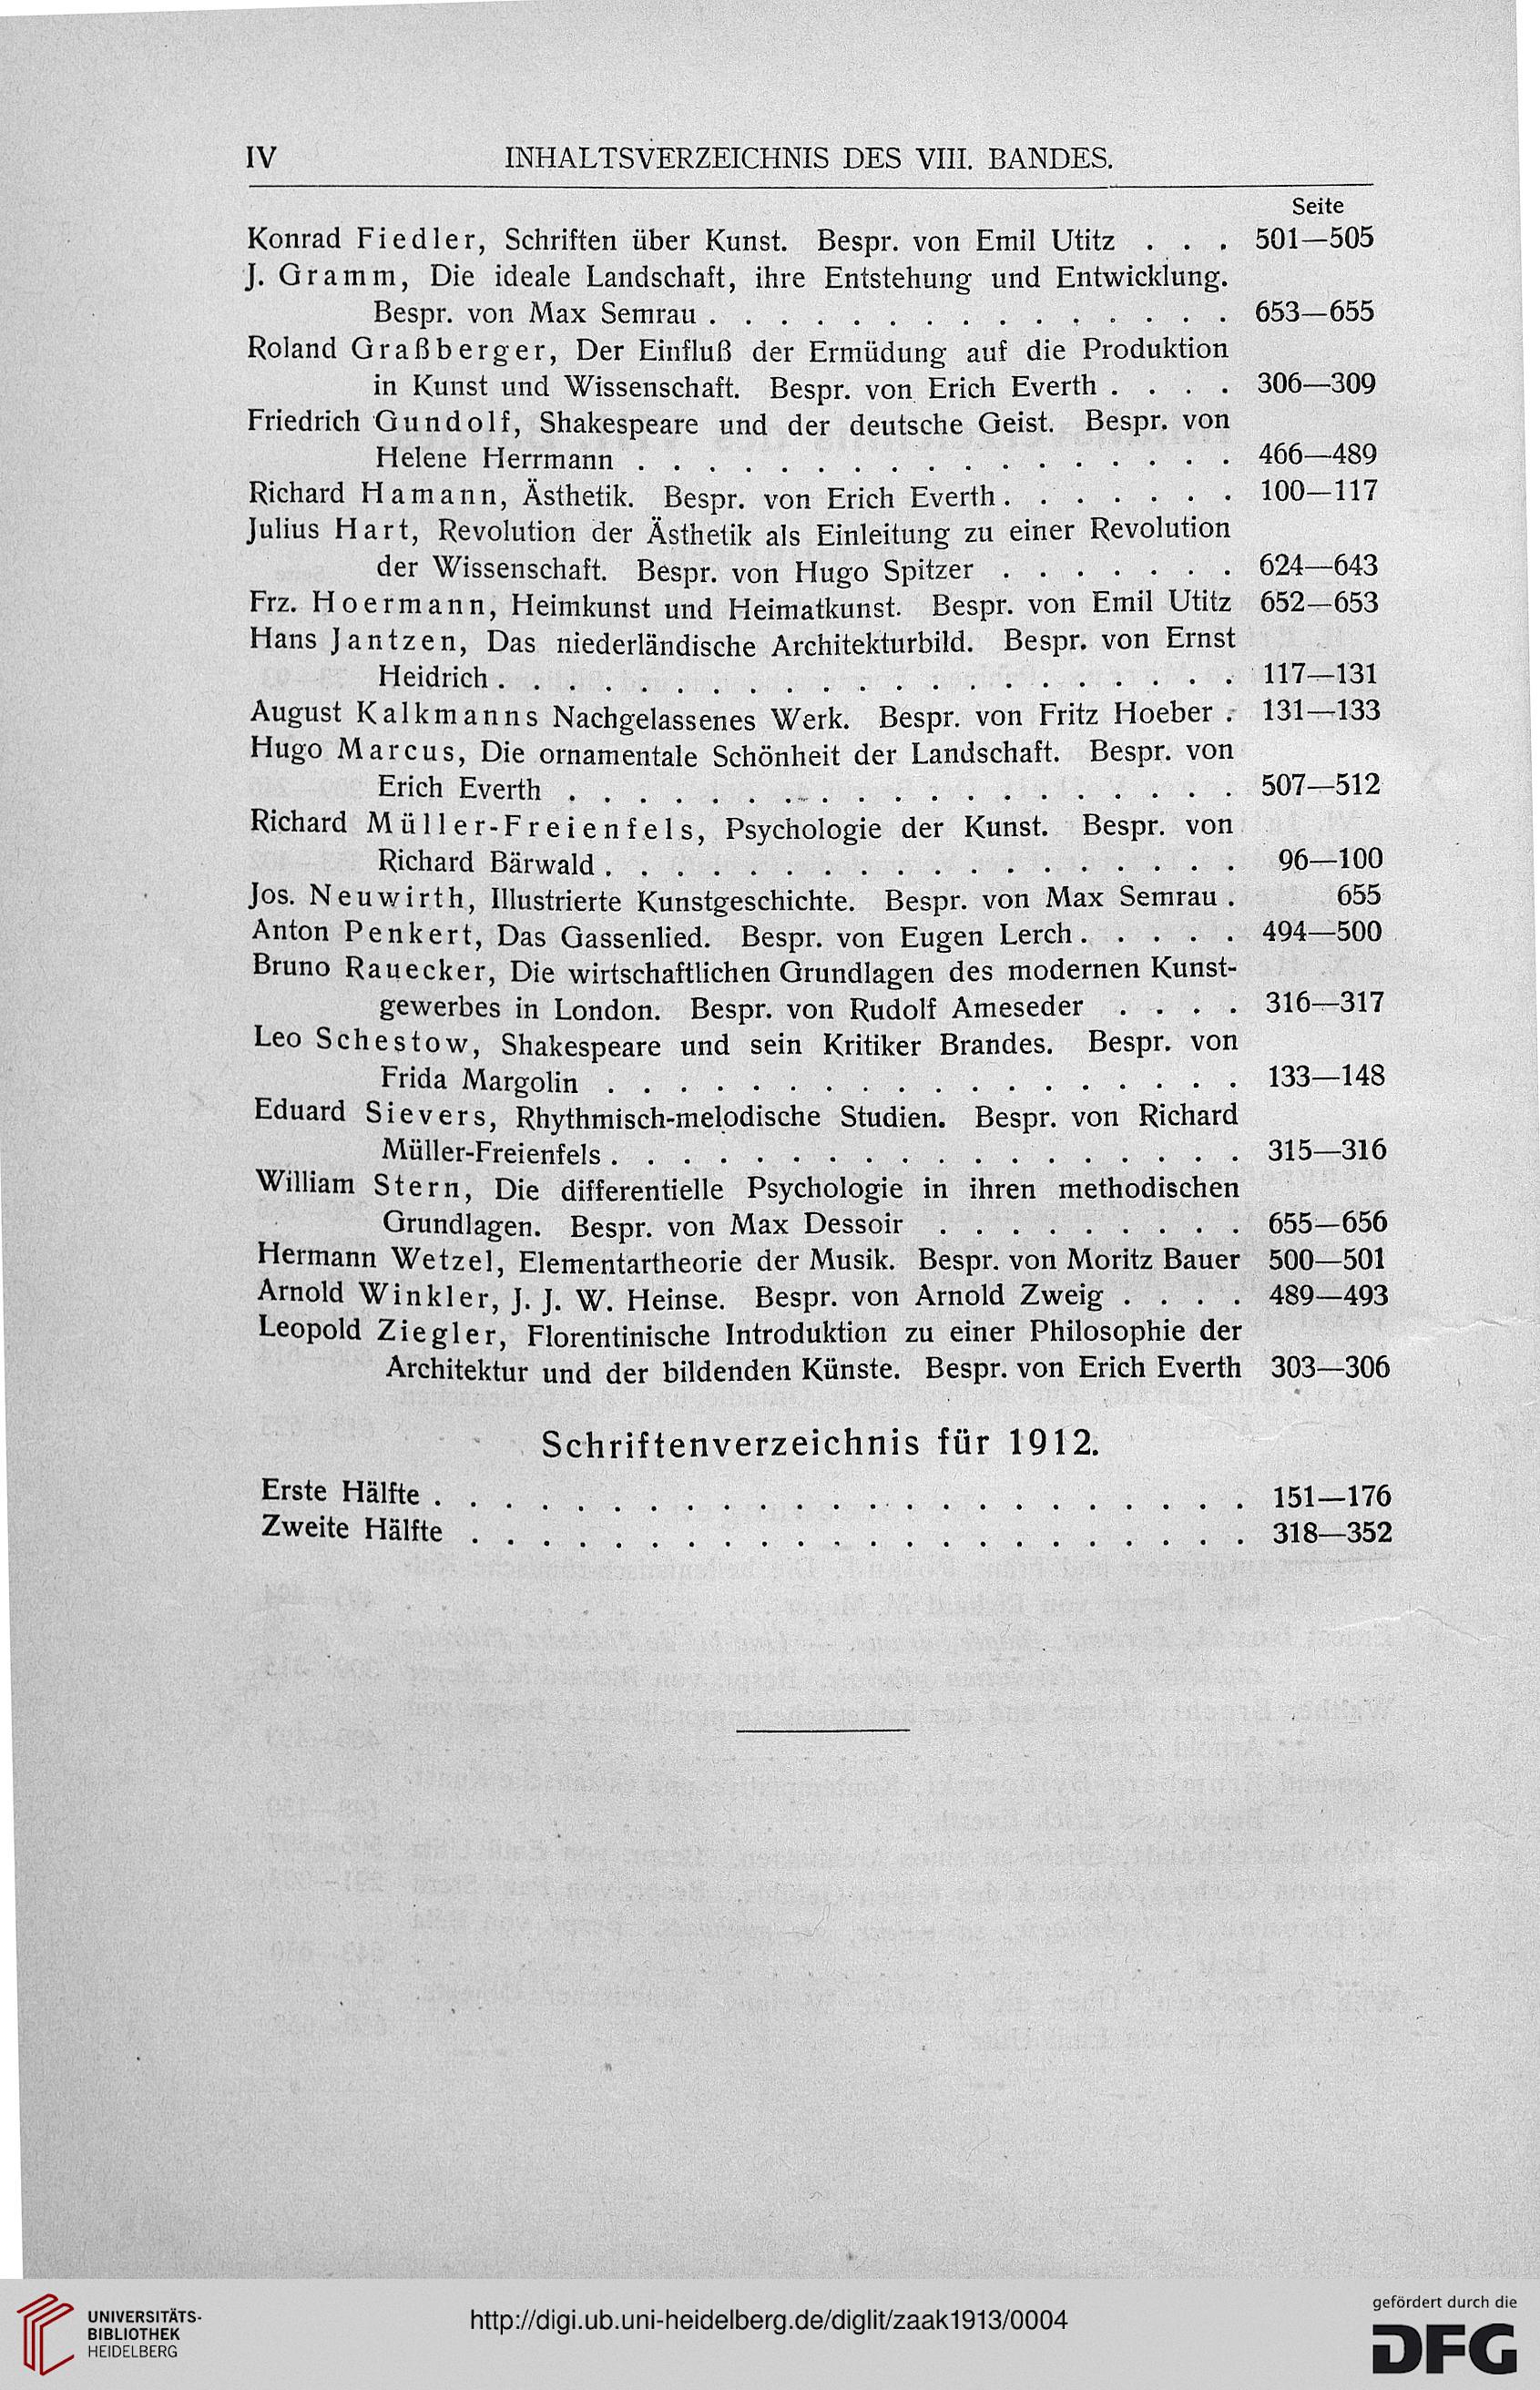 IV INHALTSVERZEICHNIS DES VIII. BANDES.
Seite
Konrad Fiedler, Schriften über Kunst. Bespr. von Emil Utitz . . . 501—505
J. Gramm, Die ideale Landschaft, ihre Entstehung und Entwicklung.
Bespr. von Max Semrau . . . . . . . . . . . . . . . 653—655
Roland Graßberger, Der Einfluß der Ermüdung auf die Produktion
in Kunst und Wissenschaft. Bespr. von Erich Everth . . . . 306—309
Friedrich Gundolf, Shakespeare und der deutsche Geist. Bespr. von
Helene Herrmann . . . . . . . . . . . . . . . . . 466—489
Richard Hamann, Ästhetik. Bespr. von Erich Everth . . . . . . . 100—117
Julius Hart, Revolution der Ästhetik als Einleitung zu einer Revolution
der Wissenschaft. Bespr. von Hugo Spitzer . . . . . . . 624—643
Frz. Hoermann, Heimkunst und Heimatkunst. Bespr. von Emil Utitz 652—653
Hans Jantzen, Das niederländische Architekturbild. Bespr. von Ernst
Heidrich . . . . . . . . . . . . . . . . . . . . . 117—131
August Kalkmanns Nachgelassenes Werk. Bespr. von Fritz Hoeber . 131—133
Hugo Marcus, Die ornamentale Schönheit der Landschaft. Bespr. von
Erich Everth . . . . . . . . . . . . . . . . . . . 507—512
Richard Müller-Freienfels, Psychologie der Kunst. Bespr. von
Richard Bärwald . . . . . . . . . . . . . . . . . . 96—100
Jos. Neuwirth, Illustrierte Kunstgeschichte. Bespr. von Max Semrau . 655
Anton Penkert, Das Gassenlied. Bespr. von Eugen Lerch . . . . . 494—500
Bruno Rauecker, Die wirtschaftlichen Grundlagen des modernen Kunst-
gewerbes in London. Bespr. von Rudolf Ameseder . . . . 316—317
Leo Schestow, Shakespeare und sein Kritiker Brandes. Bespr. von
Frida Margolin . . . . . . . . . . . . . . . . . . 133—148
Eduard Sievers, Rhythmisch-melodische Studien. Bespr. von Richard
Müller-Freienfels . . . . . . . . . . . . . . . . . . 315—316
William Stern, Die differentielle Psychologie in ihren methodischen
Grundlagen. Bespr. von Max Dessoir . . . . . . . . . 655—656
Hermann Wetzel, Elementartheorie der Musik. Bespr. von Moritz Bauer 500—501
Arnold Winkler, J. J. W. Heinse. Bespr. von Arnold Zweig . . . . 489—493
Leopold Ziegler, Florentinische Introduktion zu einer Philosophie der
Architektur und der bildenden Künste. Bespr. von Erich Everth 303—306
Schriftenverzeichnis für 1912.
Erste Hälfte . . . . . . . . . . . . . . . . . . . . . . . 151—176
Zweite Hälfte . . . . . . . . . . . . . . . . . . . . . . 318—352
UNIVERSITÄTS-
BIBLIOTHEK
HEIDELBERG
http://digi.ub.uni-heidelberg.de/diglit/zaak1913/0004
gefördert durch die
DFG